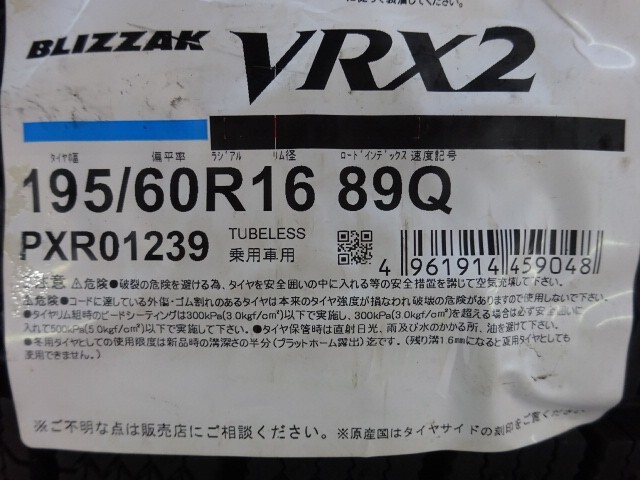 BLIZZAK VRX2
タイヤ幅 偏平率 ラジアル リム径 ロードインデックス 速度記号
195/60R16 89Q
PXR01239 TUBELESS 乗用車用 4 961914 459048
注意 ⚠危険●破裂の危険を避ける為、タイヤを安全囲いの中に入れる等の安全措置を講じて空気充填して下さい。
⚠危険●コードに達している外傷・ゴム割れのあるタイヤは本来のタイヤ強度が損なわれ破壊の危険がありますので使用しないで下さい。
●タイヤリム組時のビードシーティングは300kPa(3.0kgf/cm²)以下で実施し、300kPa(3.0kgf/cm²)を超える場合は必ず安全囲いに
入れて500kPa(5.0kgf/cm²)以下で実施して下さい。●タイヤ保管時は直射日光、雨及び水のかかる所、油を避けて下さい。
●冬用タイヤとしての使用限度は新品時の溝深さの半分(プラットホーム露出)迄です。(残り溝1.6mmになると夏用タイヤとしても
使用できません。)
※ご不明な点は販売店にご相談ください。※原産国はタイヤサイドの刻印をご覧ください